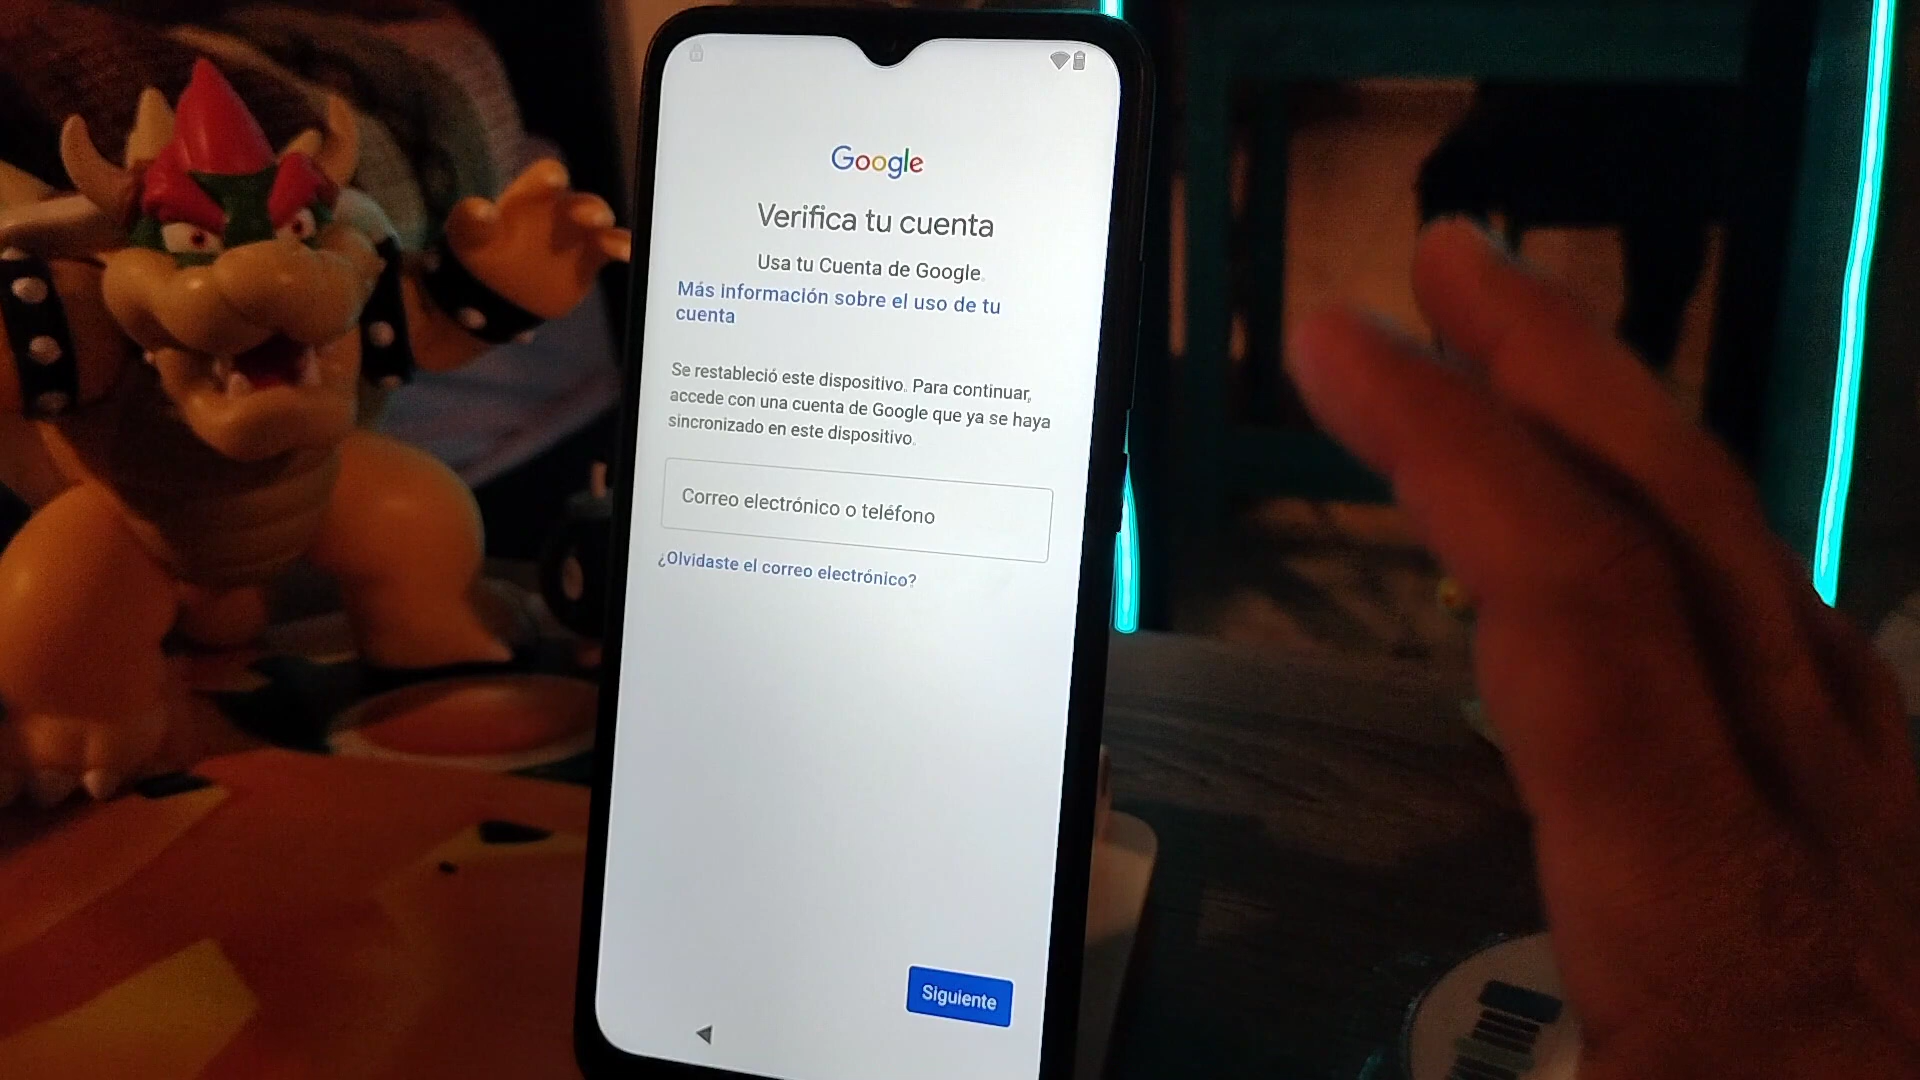 Google
Verifica tu cuenta
Usa tu Cuenta de Google.
Más información sobre el uso de tu
cuenta
Se restableció este dispositivo. Para continuar,
accede con una cuenta de Google que ya se haya
sincronizado en este dispositivo.
Correo electrónico o teléfono
¿Olvidaste el correo electrónico?
Siguiente